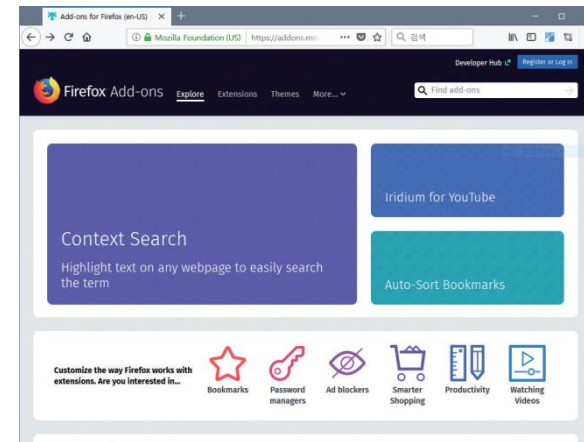 Add-ons for Firefox (en-US)
Mozilla Foundation (US) https://addons.mo
검색
Developer Hub Register or Log in
Firefox Add-ons Explore Extensions Themes More...
Find add-ons
Context Search
Highlight text on any webpage to easily search
the term
Iridium for YouTube
Auto-Sort Bookmarks
Customize the way Firefox works with
extensions. Are you interested in...
Bookmarks
Password
managers
Ad blockers
Smarter
Shopping
Productivity
Watching
Videos